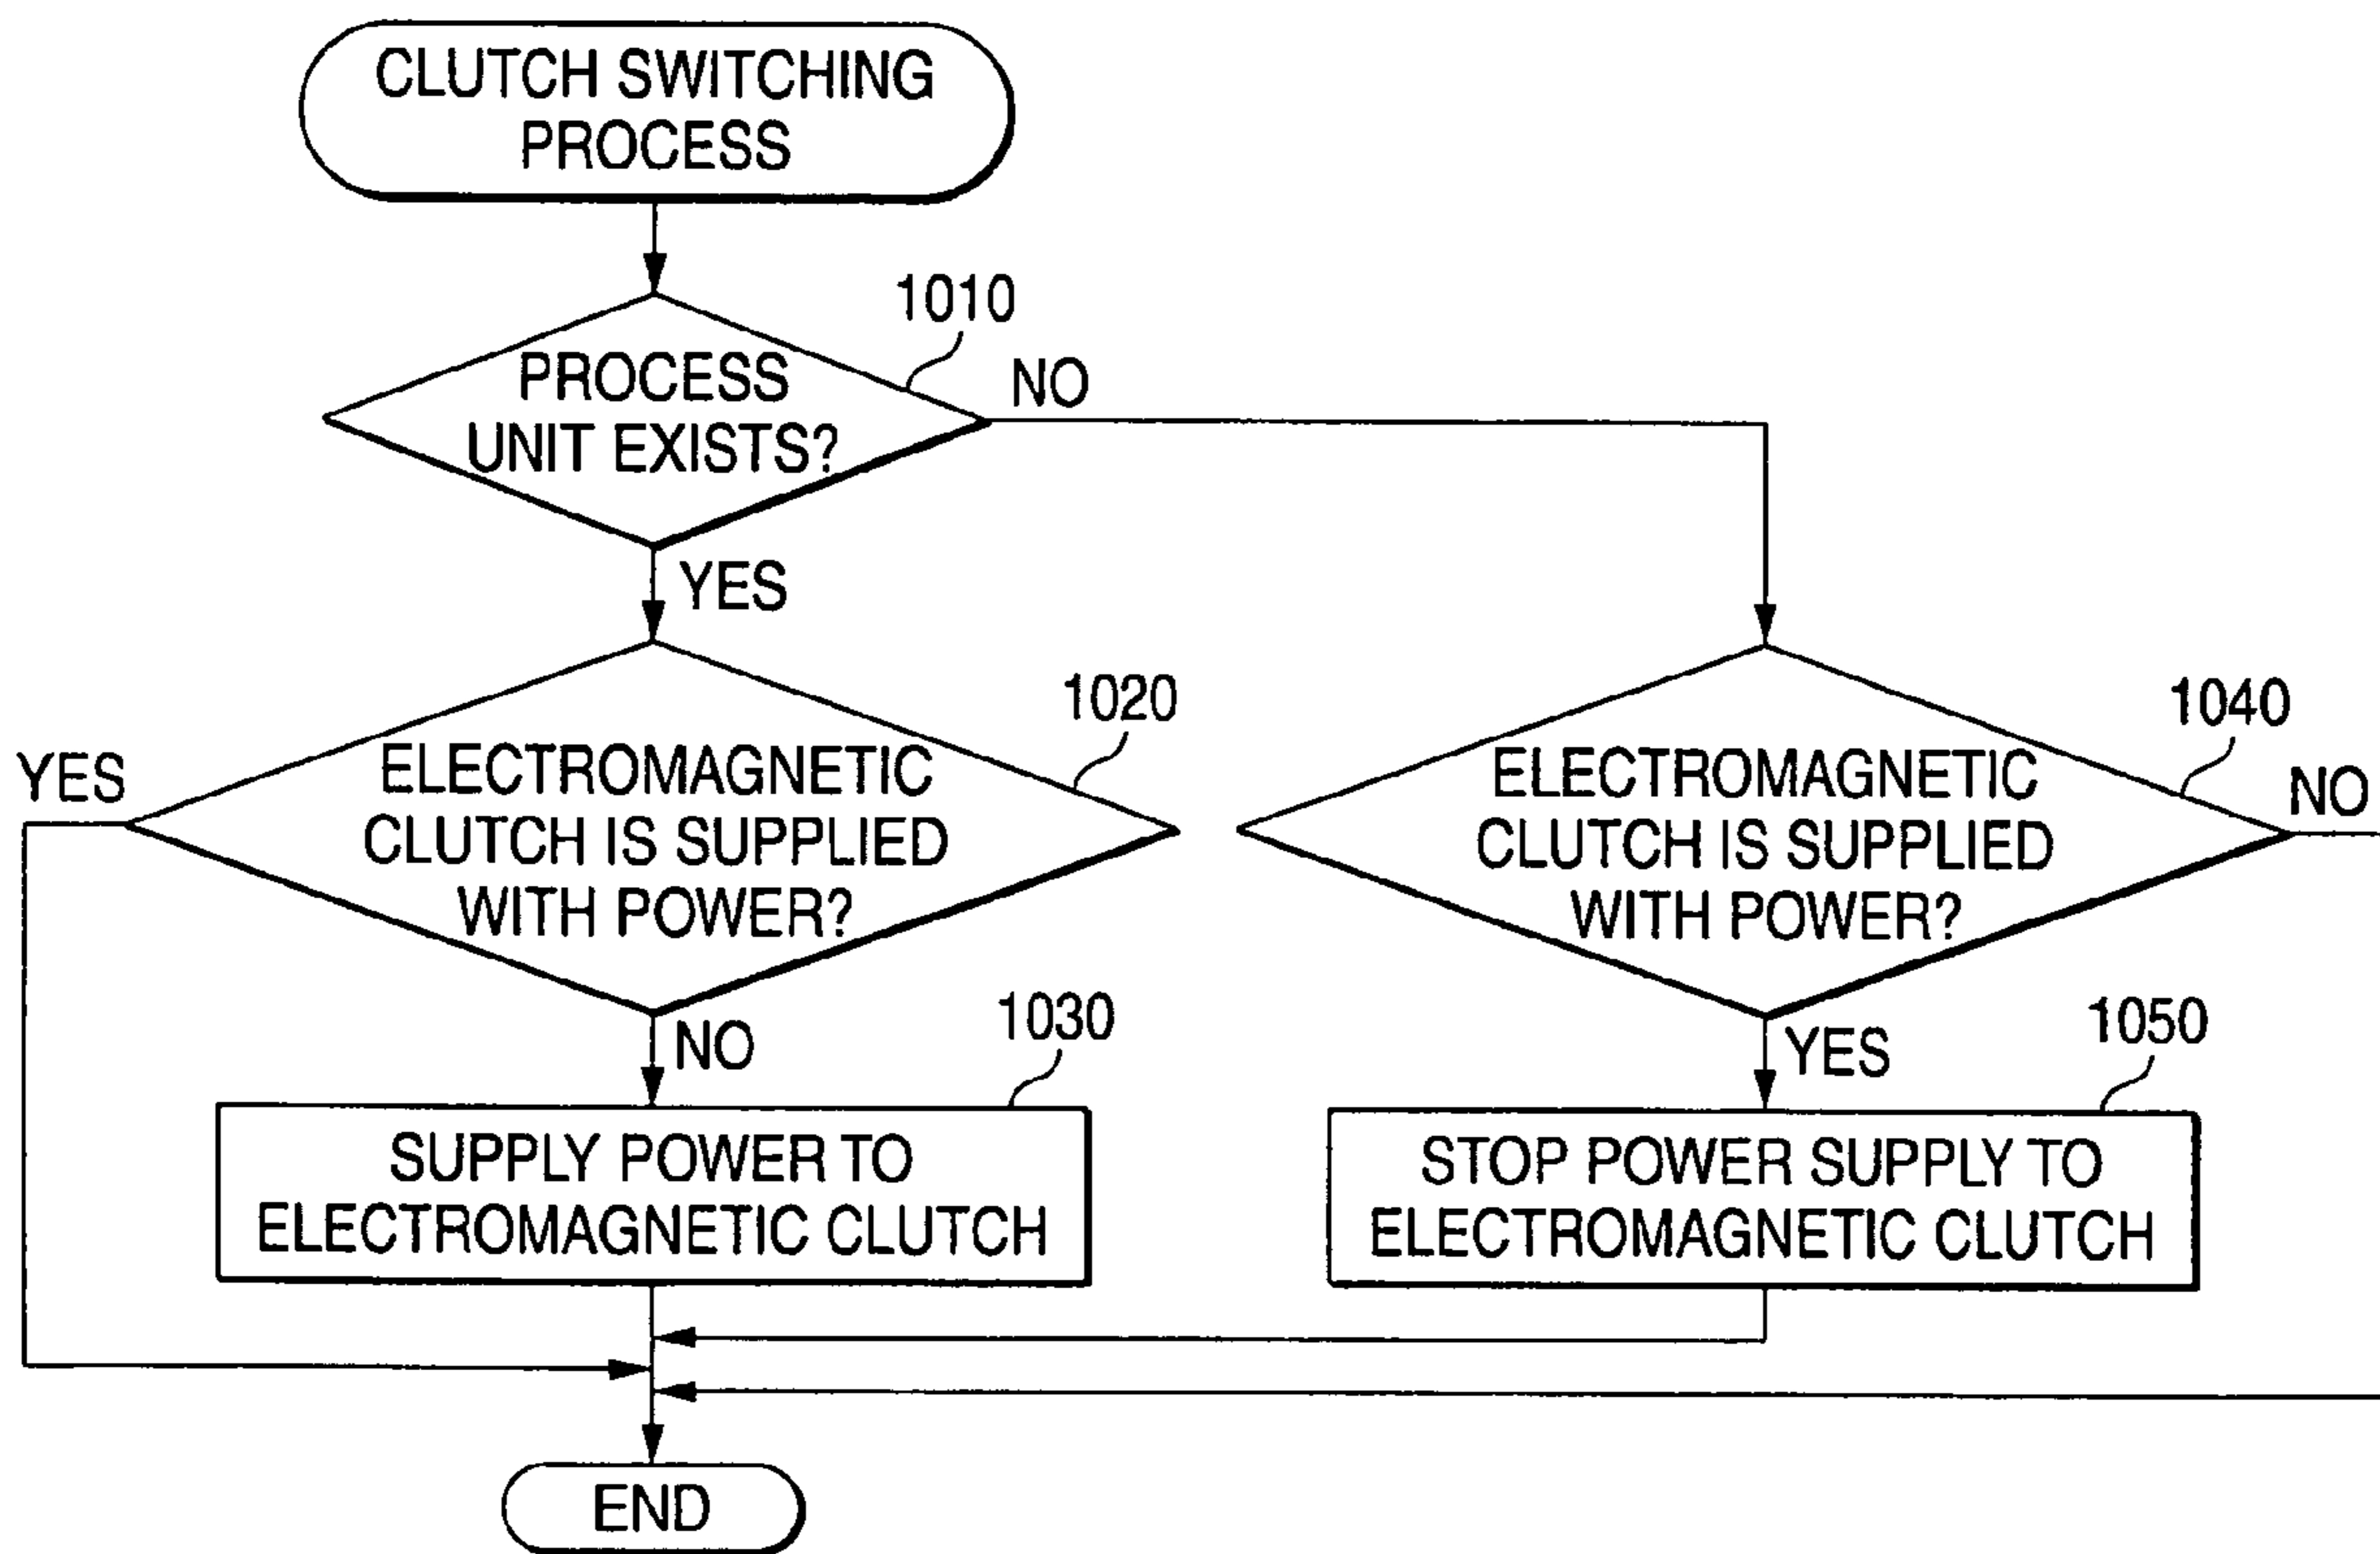 CLUTCH SWITCHING
PROCESS
1010
PROCESS
UNIT EXISTS?
NO
YES
1020
YES
ELECTROMAGNETIC
CLUTCH IS SUPPLIED
WITH POWER?
1040
NO
ELECTROMAGNETIC
CLUTCH IS SUPPLIED
WITH POWER?
NO
1030
SUPPLY POWER TO
ELECTROMAGNETIC CLUTCH
YES
1050
STOP POWER SUPPLY TO
ELECTROMAGNETIC CLUTCH
END